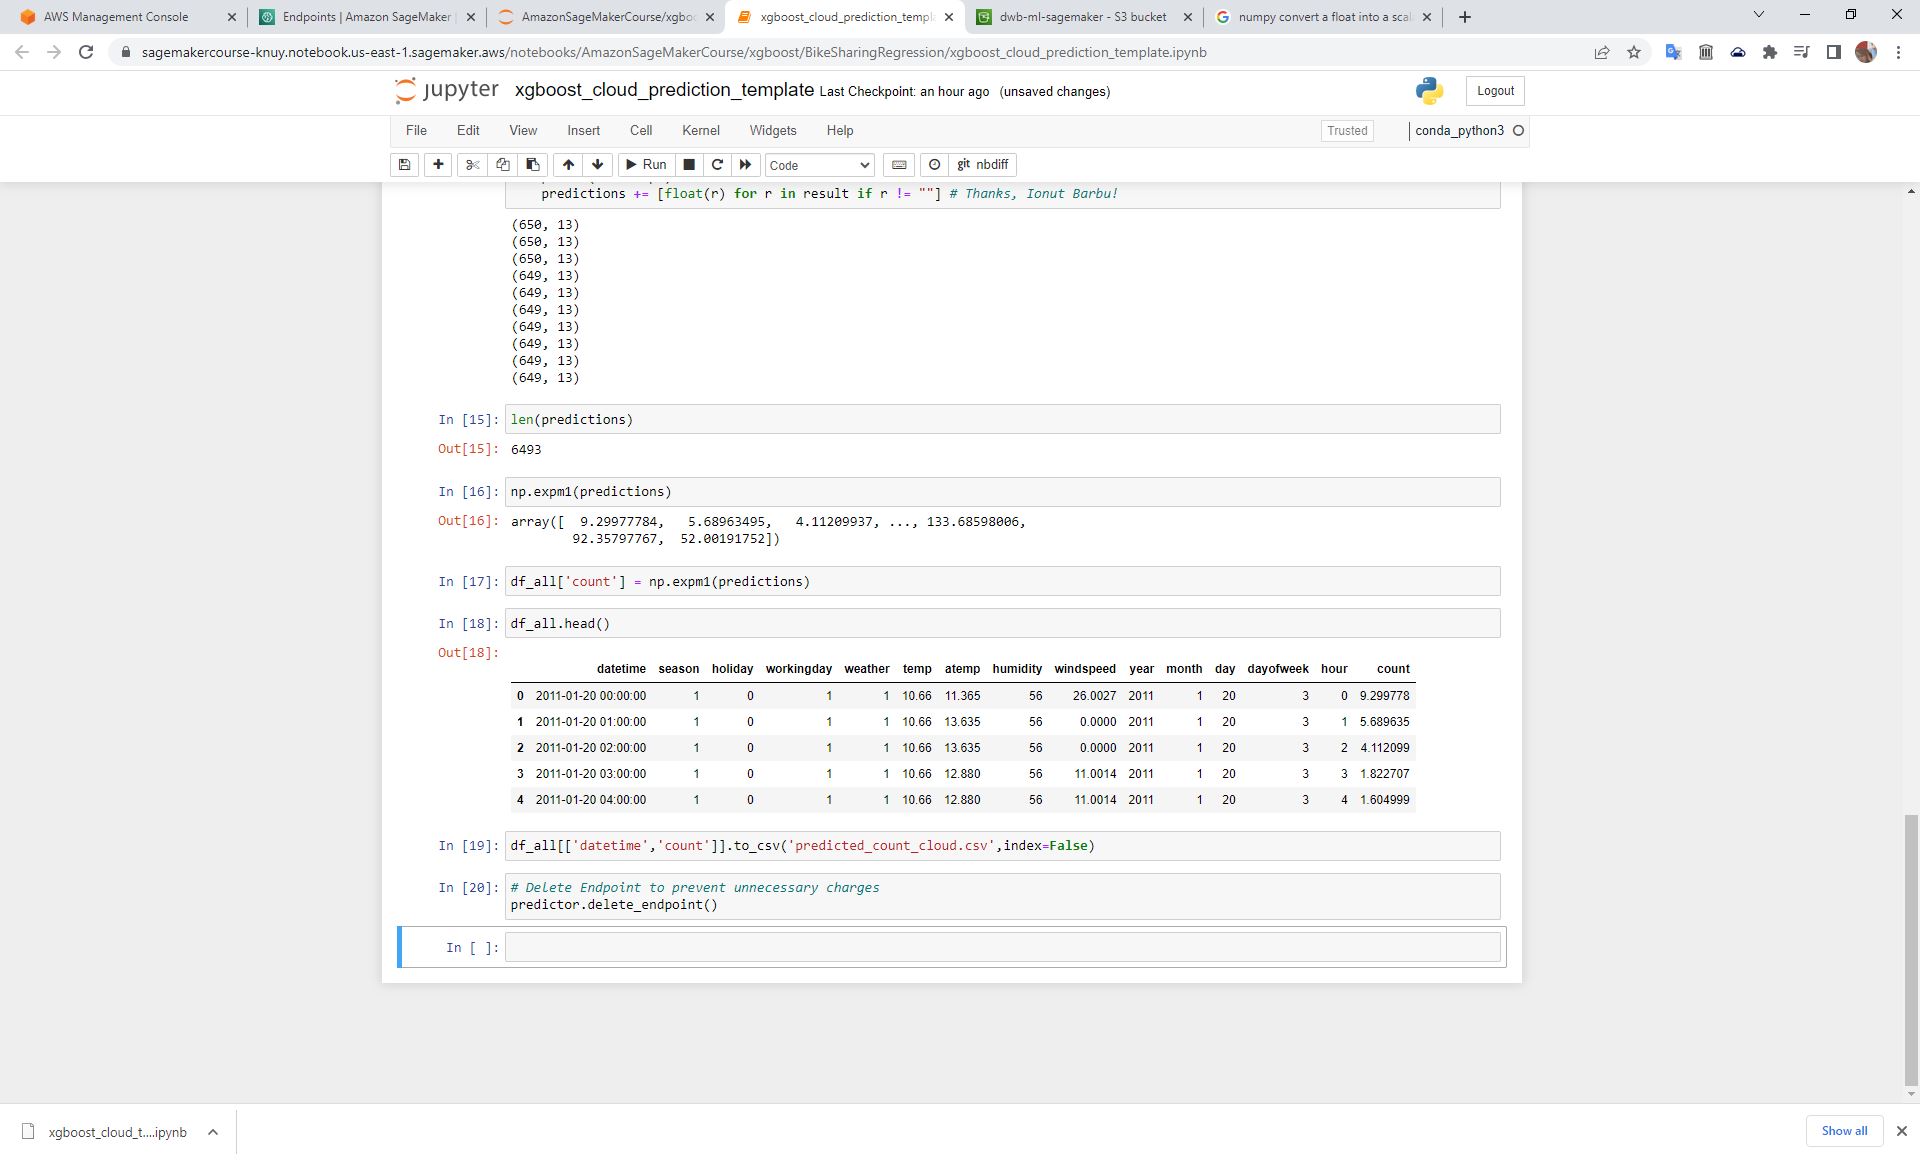 AWS Management Console
Endpoints | Amazon SageMaker
AmazonSageMakerCourse/xgboo
xgboost_cloud_prediction_templa
dwb-ml-sagemaker - S3 bucket
numpy convert a float into a scal
sagemakercourse-knuy.notebook.us-east-1.sagemaker.aws/notebooks/AmazonSageMakerCourse/xgboost/BikeSharingRegression/xgboost_cloud_prediction_template.ipynb
jupyter xgboost_cloud_prediction_template Last Checkpoint: an hour ago (unsaved changes)
Logout
File Edit View Insert Cell Kernel Widgets Help
Trusted
conda_python3
Run
Code
git nbdiff
predictions += [float(r) for r in result if r != ""] # Thanks, Ionut Barbu!
(650, 13)
(650, 13)
(650, 13)
(649, 13)
(649, 13)
(649, 13)
(649, 13)
(649, 13)
(649, 13)
(649, 13)
In [15]: len(predictions)
Out[15]: 6493
In [16]: np.expm1(predictions)
Out[16]: array([  9.29977784,   5.68963495,   4.11209937, ..., 133.68598006,
92.35797767,  52.00191752])
In [17]: df_all['count'] = np.expm1(predictions)
In [18]: df_all.head()
Out[18]:
datetime season holiday workingday weather temp atemp humidity windspeed year month day dayofweek hour count
0 2011-01-20 00:00:00 1 0 1 1 10.66 11.365 56 26.0027 2011 1 20 3 0 9.299778
1 2011-01-20 01:00:00 1 0 1 1 10.66 13.635 56 0.0000 2011 1 20 3 1 5.689635
2 2011-01-20 02:00:00 1 0 1 1 10.66 13.635 56 0.0000 2011 1 20 3 2 4.112099
3 2011-01-20 03:00:00 1 0 1 1 10.66 12.880 56 11.0014 2011 1 20 3 3 1.822707
4 2011-01-20 04:00:00 1 0 1 1 10.66 12.880 56 11.0014 2011 1 20 3 4 1.604999
In [19]: df_all[['datetime','count']].to_csv('predicted_count_cloud.csv',index=False)
In [20]: # Delete Endpoint to prevent unnecessary charges
predictor.delete_endpoint()
In [ ]:
xgboost_cloud_t....ipynb
Show all